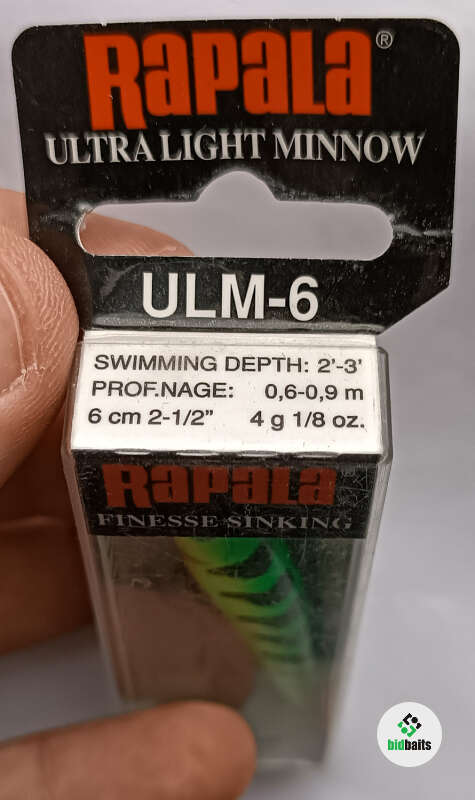 RAPALA®
ULTRA LIGHT MINNOW
ULM-6
SWIMMING DEPTH: 2'-3'
PROF.NAGE: 0,6-0,9 m
6 cm 2-1/2" 4 g 1/8 oz.
RAPALA
FINESSE SINKING
bidbaits